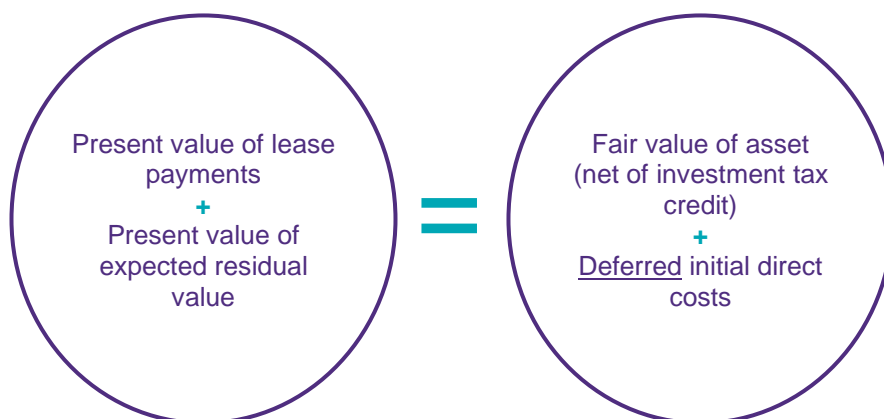 Present value of lease
payments
+
Present value of
expected residual
value
=
Fair value of asset
(net of investment tax
credit)
+
Deferred initial direct
costs